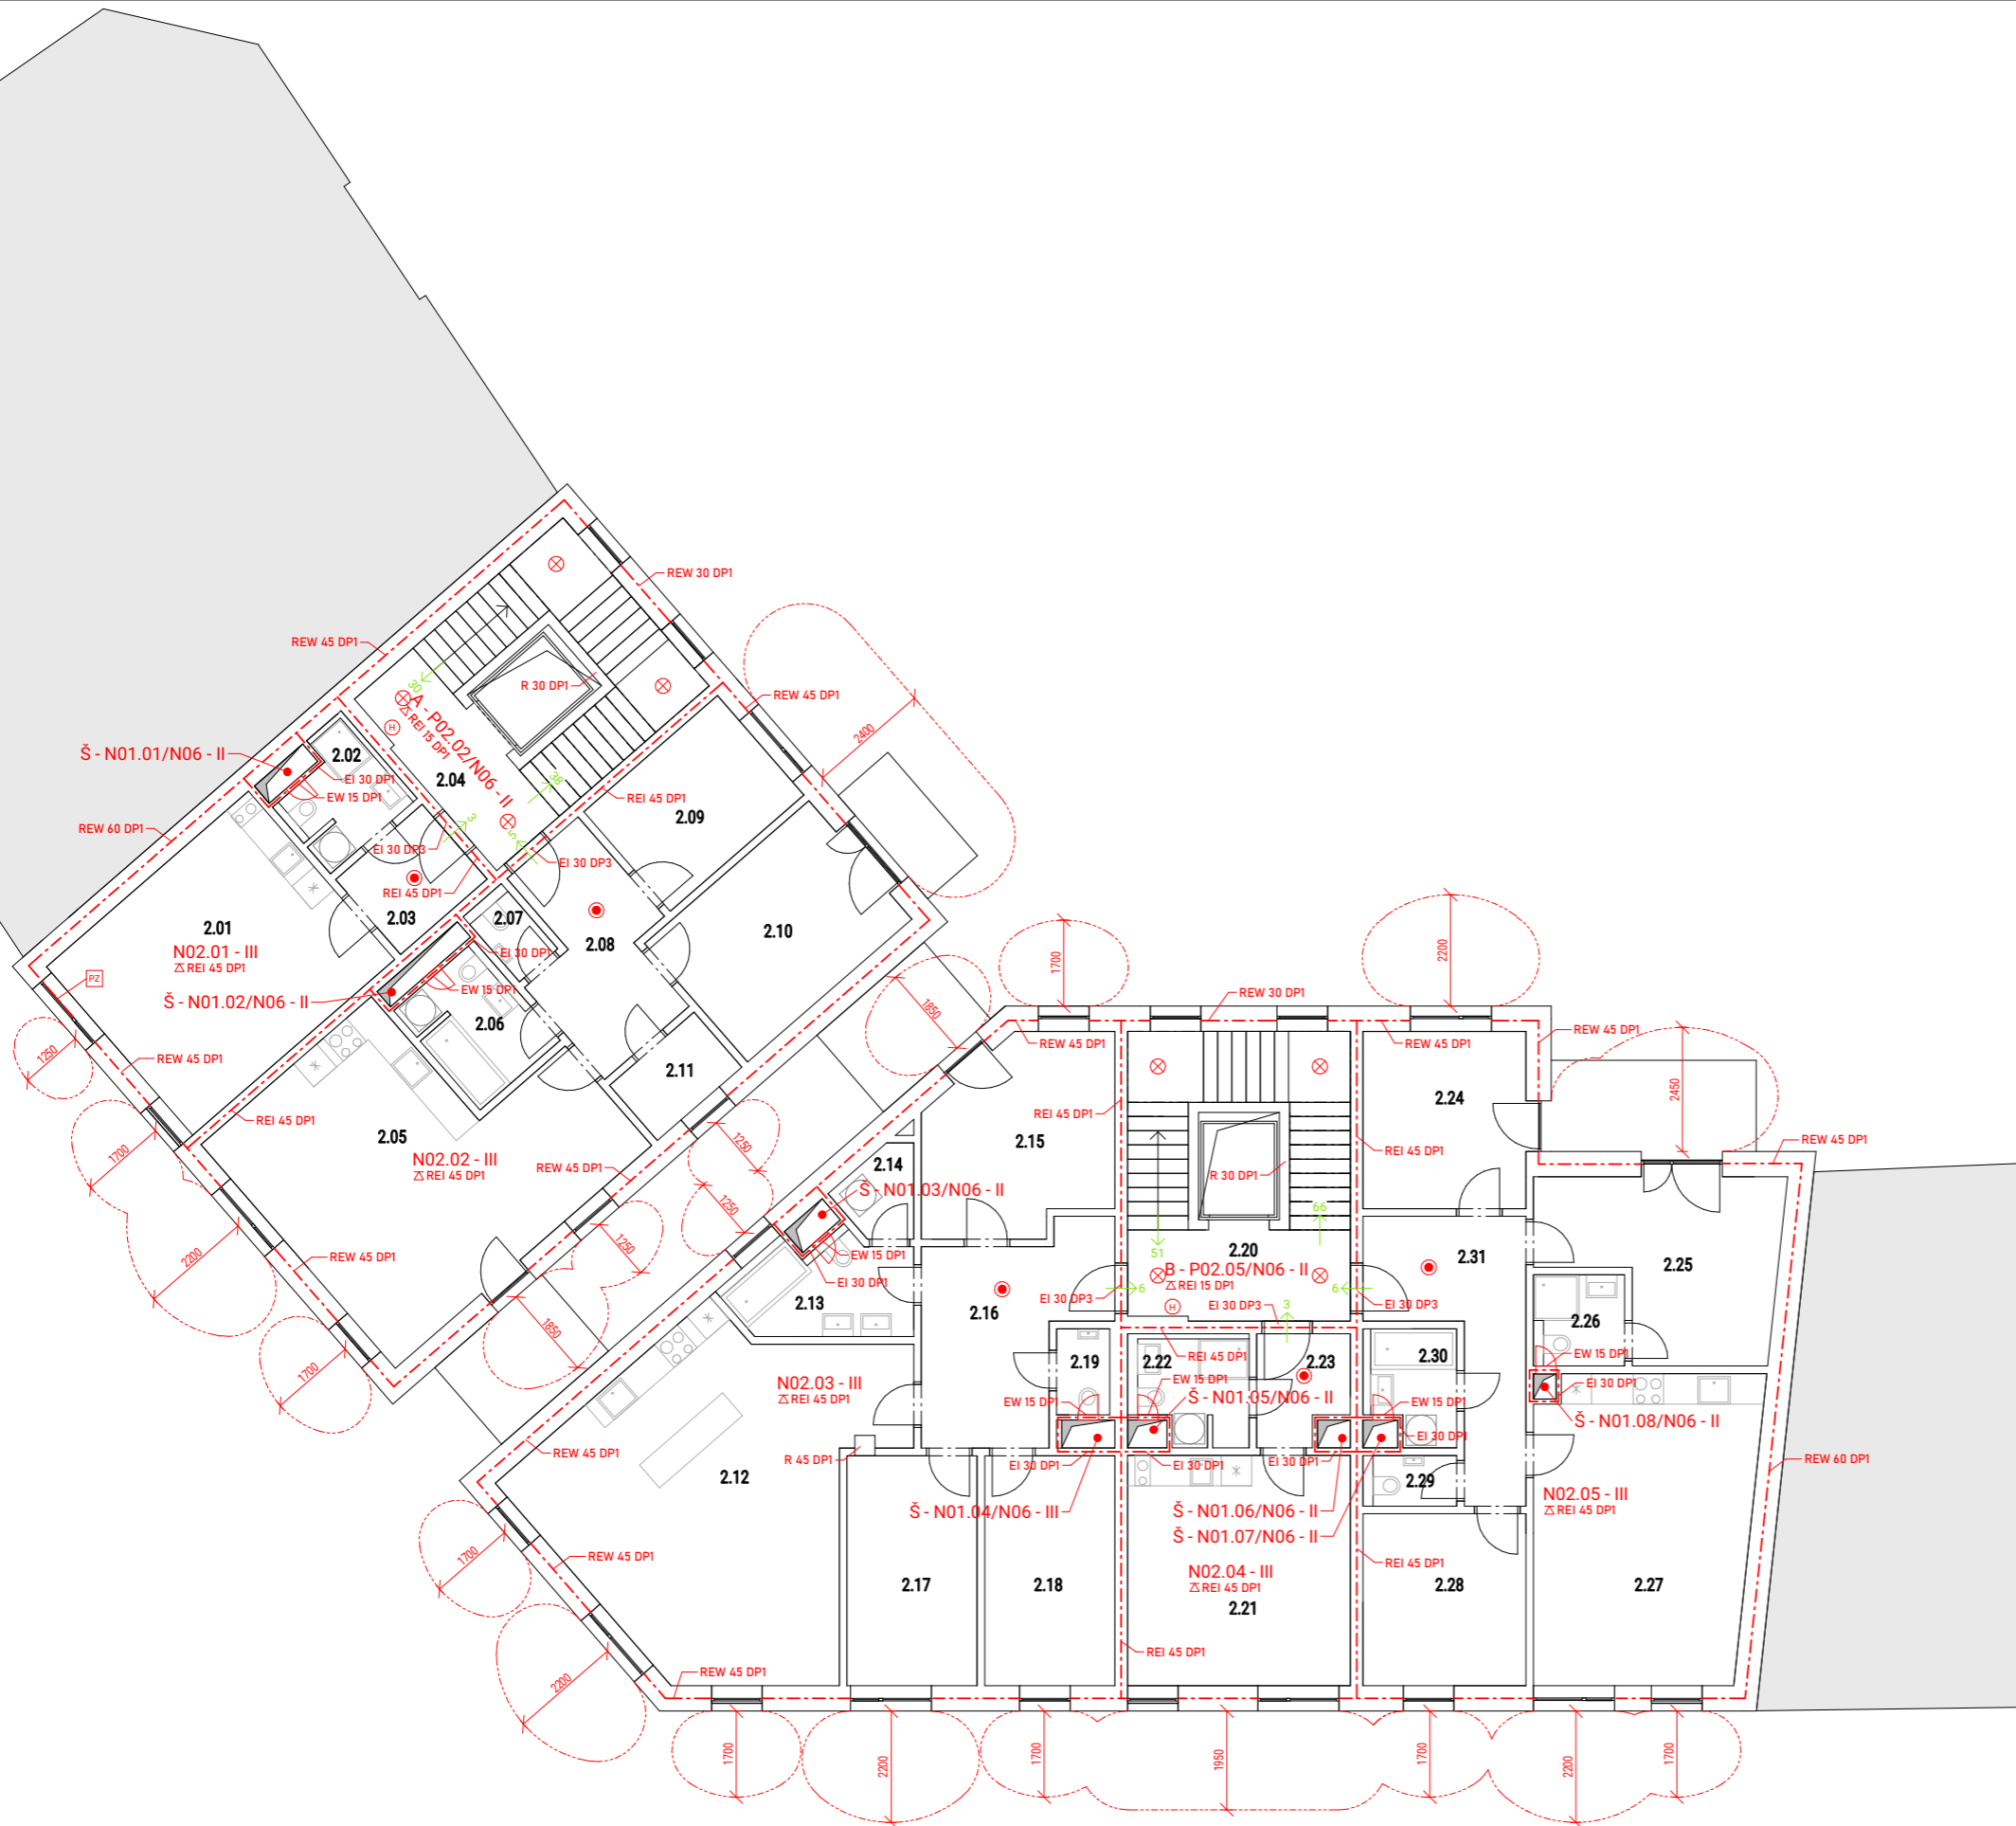 REW 30 DP1
REW 45 DP1
R 30 DP1
REW 45 DP1
30
A - P02.02/N06 - II
REI 15 DP1
H
2400
Š - N01.01/N06 - II
2.02
EI 30 DP1
EW 15 DP1
2.04
38
REI 45 DP1
2.09
REW 60 DP1
3
5
EI 30 DP3
EI 30 DP3
REI 45 DP1
2.01
N02.01 - III
REI 45 DP1
2.03
2.07
2.08
2.10
EI 30 DP1
PZ
Š - N01.02/N06 - II
EW 15 DP1
2.06
1850
1700
2200
1250
REW 45 DP1
2.11
REI 45 DP1
2.05
N02.02 - III
REI 45 DP1
REW 45 DP1
1250
1250
1250
1700
2200
REW 45 DP1
1700
1850
REW 30 DP1
REW 45 DP1
REW 45 DP1
REW 45 DP1
2450
2.24
REI 45 DP1
2.15
REI 45 DP1
REW 45 DP1
2.14
Š - N01.03/N06 - II
R 30 DP1
66
51
2.20
B - P02.05/N06 - II
REI 15 DP1
H
2.31
2.25
EW 15 DP1
EI 30 DP1
2.13
2.16
EI 30 DP3
6
6
EI 30 DP3
3
EI 30 DP3
2.26
2.19
2.22
REI 45 DP1
2.23
2.30
EW 15 DP1
EI 30 DP1
N02.03 - III
REI 45 DP1
EW 15 DP1
EW 15 DP1
Š - N01.05/N06 - II
EW 15 DP1
Š - N01.08/N06 - II
REW 45 DP1
R 45 DP1
2.12
EI 30 DP1
EI 30 DP1
EI 30 DP1
EI 30 DP1
REW 60 DP1
2.29
Š - N01.04/N06 - III
Š - N01.06/N06 - II
Š - N01.07/N06 - II
N02.05 - III
REI 45 DP1
1700
REW 45 DP1
N02.04 - III
REI 45 DP1
2.21
REI 45 DP1
2.17
2.18
2.28
2.27
2200
REW 45 DP1
REI 45 DP1
1700
2200
1700
1950
1700
2200
1700